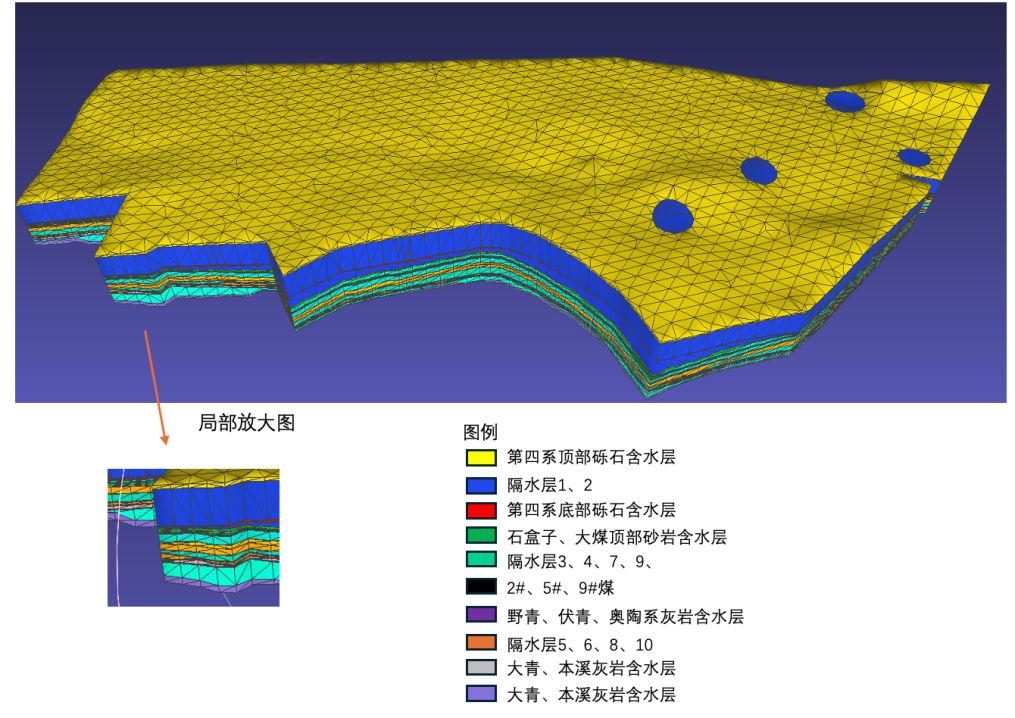 局部放大图
图例
第四系顶部砾石含水层
隔水层1、2
第四系底部砾石含水层
石盒子、大煤顶部砂岩含水层
隔水层3、4、7、9、
2#、5#、9#煤
野青、伏青、奥陶系灰岩含水层
隔水层5、6、8、10
大青、本溪灰岩含水层
大青、本溪灰岩含水层